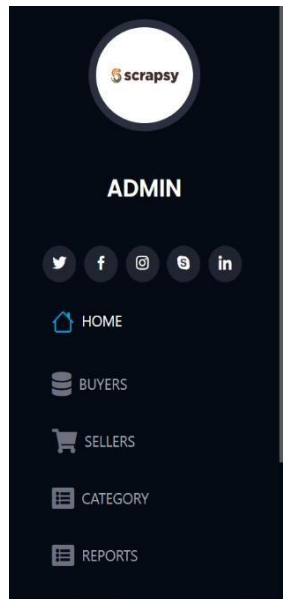 scrapsy
ADMIN
HOME
BUYERS
SELLERS
CATEGORY
REPORTS